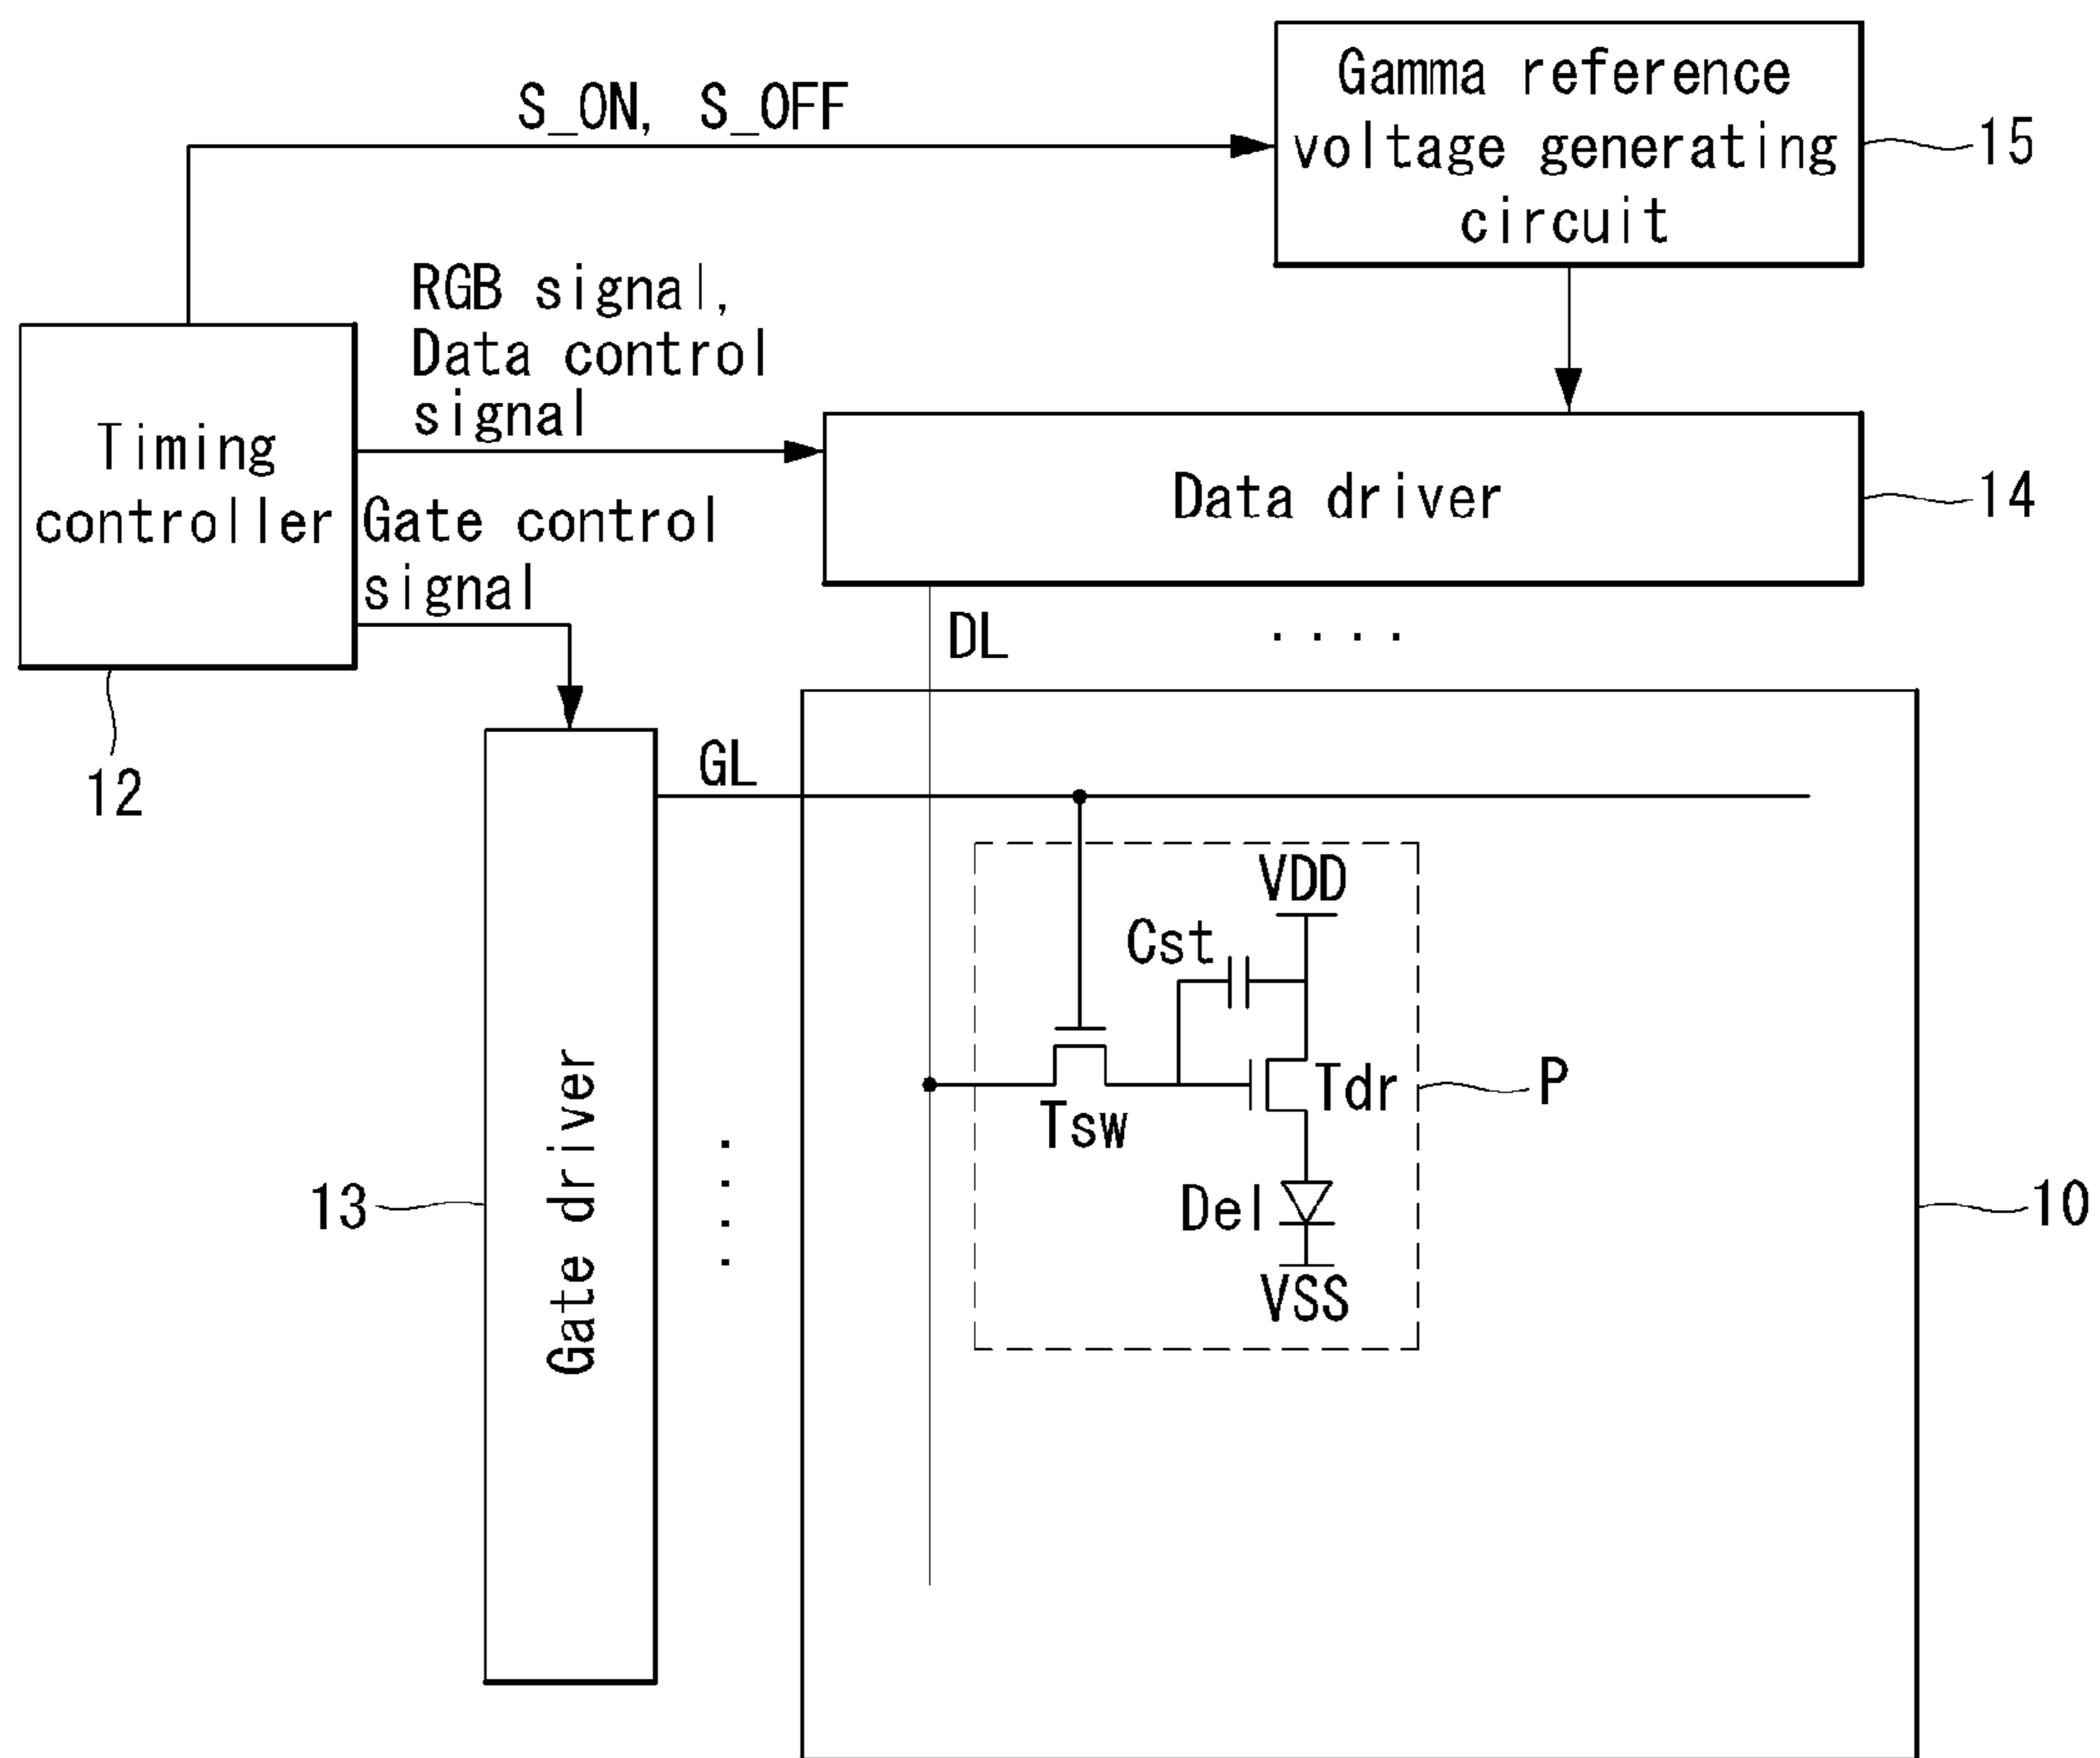 Gamma reference
voltage generating
circuit
15
S_ON, S_OFF
RGB signal,
Data control
signal
Timing
controller
Gate control
signal
Data driver
14
DL
12
GL
VDD
Cst
Tdr
P
Tsw
13
Gate driver
Del
10
VSS